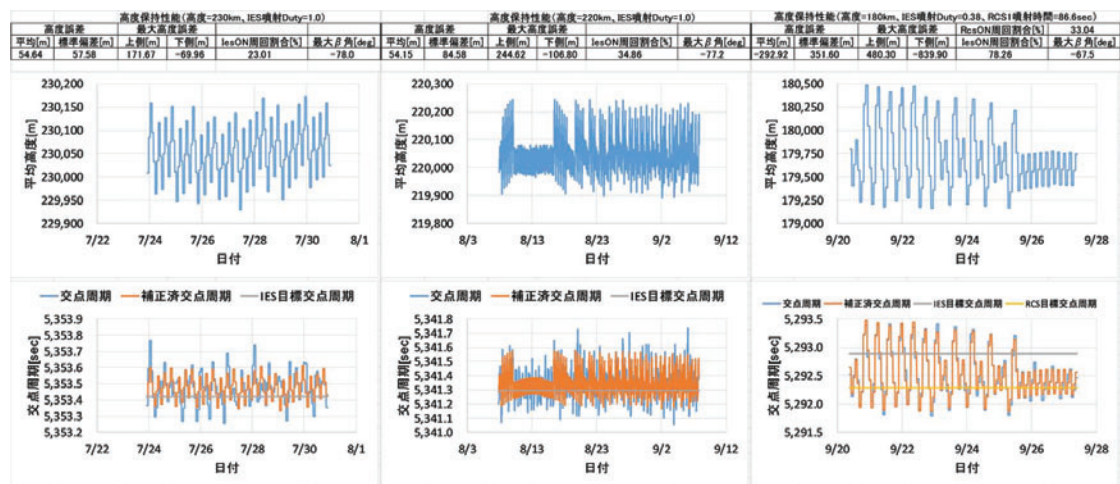 高度保持性能(高度=230km、IES噴射Duty=1.0)
高度誤差 最大高度誤差
平均[m] 標準偏差[m] 上側[m] 下側[m] IesON周回割合[%] 最大β角[deg]
54.64 57.58 171.67 -69.96 23.01 -78.0
高度保持性能(高度=220km、IES噴射Duty=1.0)
高度誤差 最大高度誤差
平均[m] 標準偏差[m] 上側[m] 下側[m] IesON周回割合[%] 最大β角[deg]
54.15 84.58 244.62 -106.80 34.86 -77.2
高度保持性能(高度=180km、IES噴射Duty=0.38、RCS1噴射時間=86.6sec)
高度誤差 最大高度誤差 RcsON周回割合[%] 33.04
平均[m] 標準偏差[m] 上側[m] 下側[m] IesON周回割合[%] 最大β角[deg]
-292.92 351.60 480.30 -839.90 78.26 -67.5
平均高度[m]
230,200
230,150
230,100
230,050
230,000
229,950
229,900
7/22 7/24 7/26 7/28 7/30 8/1
日付
平均高度[m]
220,300
220,200
220,100
220,000
219,900
219,800
8/3 8/13 8/23 9/2 9/12
日付
平均高度[m]
180,500
180,250
180,000
179,750
179,500
179,250
179,000
9/20 9/22 9/24 9/26 9/28
日付
交点周期 補正済交点周期 IES目標交点周期
交点周期[sec]
5,353.9
5,353.8
5,353.7
5,353.6
5,353.5
5,353.4
5,353.3
5,353.2
7/22 7/24 7/26 7/28 7/30 8/1
日付
交点周期 補正済交点周期 IES目標交点周期
交点周期[sec]
5,341.8
5,341.7
5,341.6
5,341.5
5,341.4
5,341.3
5,341.2
5,341.1
5,341.0
8/3 8/13 8/23 9/2 9/12
日付
交点周期 補正済交点周期 IES目標交点周期 RCS目標交点周期
交点周期[sec]
5,293.5
5,293.0
5,292.5
5,292.0
5,291.5
9/20 9/22 9/24 9/26 9/28
日付